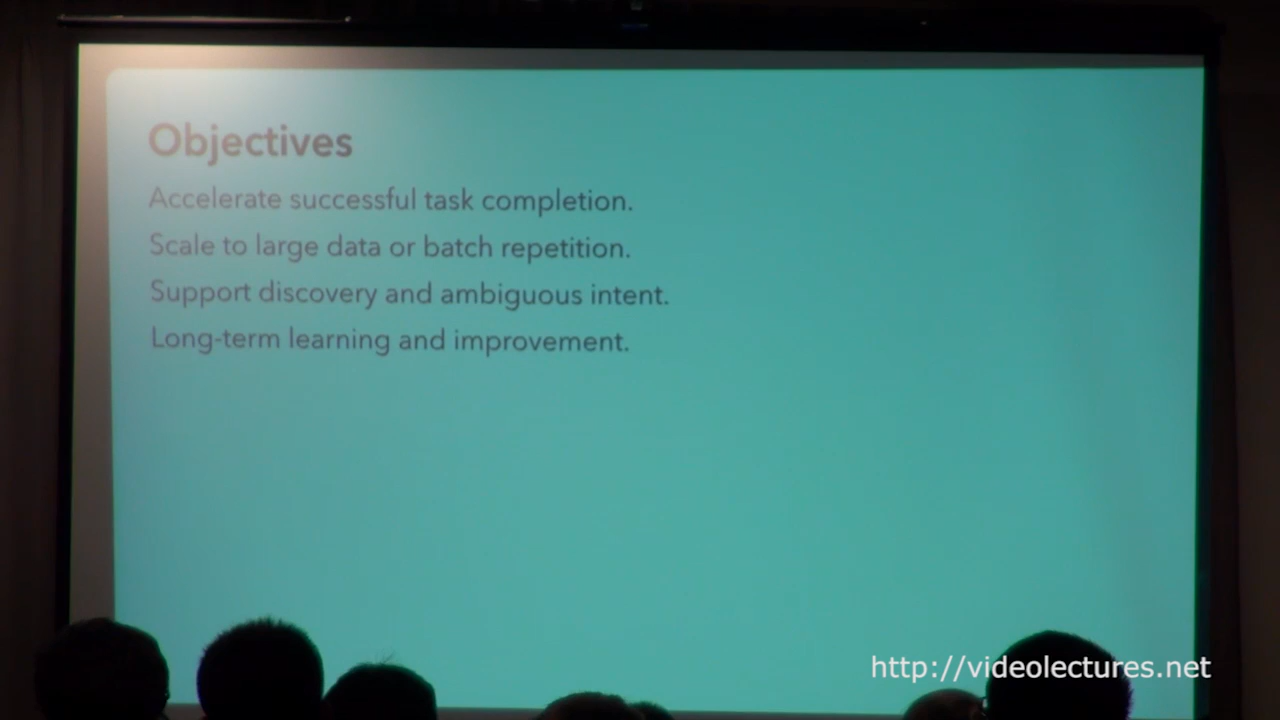 Objectives
Accelerate successful task completion.
Scale to large data or batch repetition.
Support discovery and ambiguous intent.
Long-term learning and improvement.
http://videolectures.net